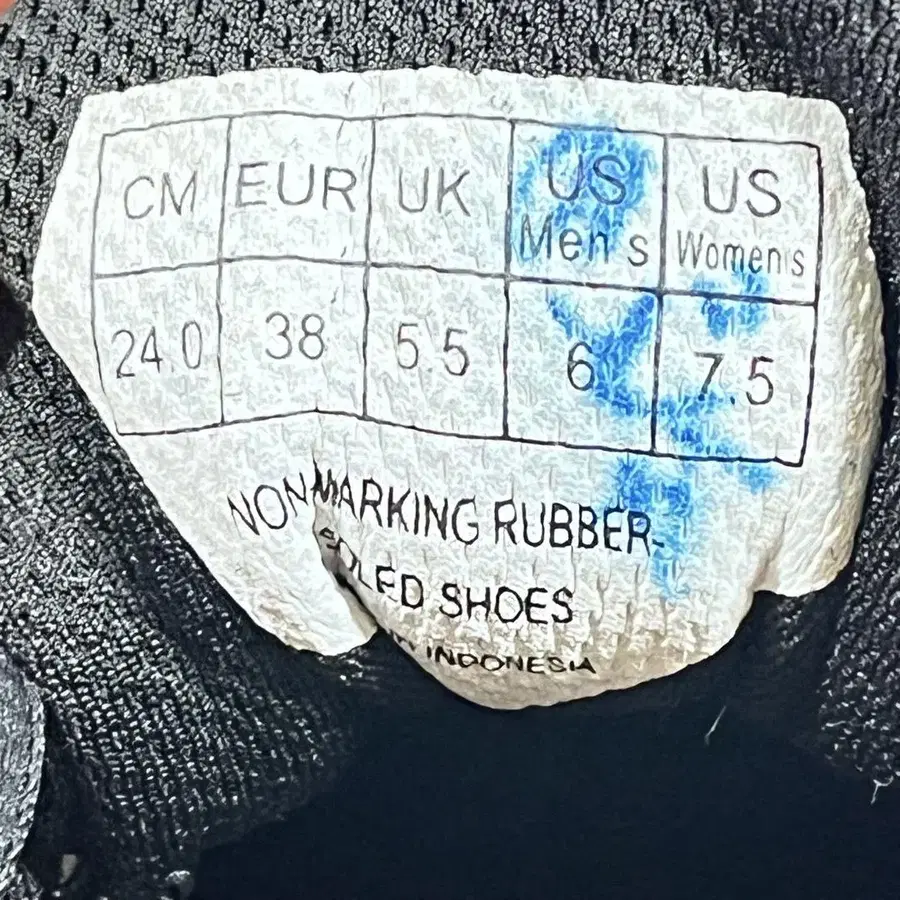 CM EUR UK US Men's US Women's
24.0 38 5.5 6 7.5
NON MARKING RUBBER-
SOLED SHOES
INDONESIA